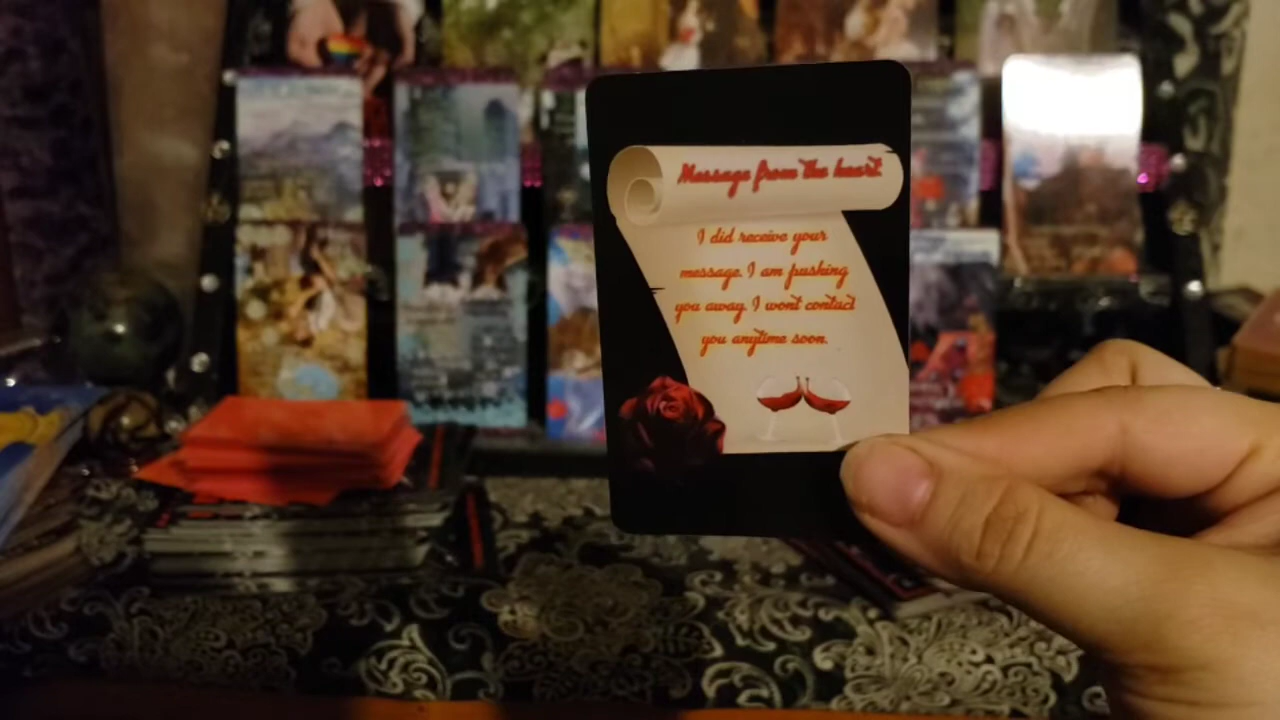 Message from the heart.
I did receive your
message. I am pushing
you away. I wont contact
you anytime soon.